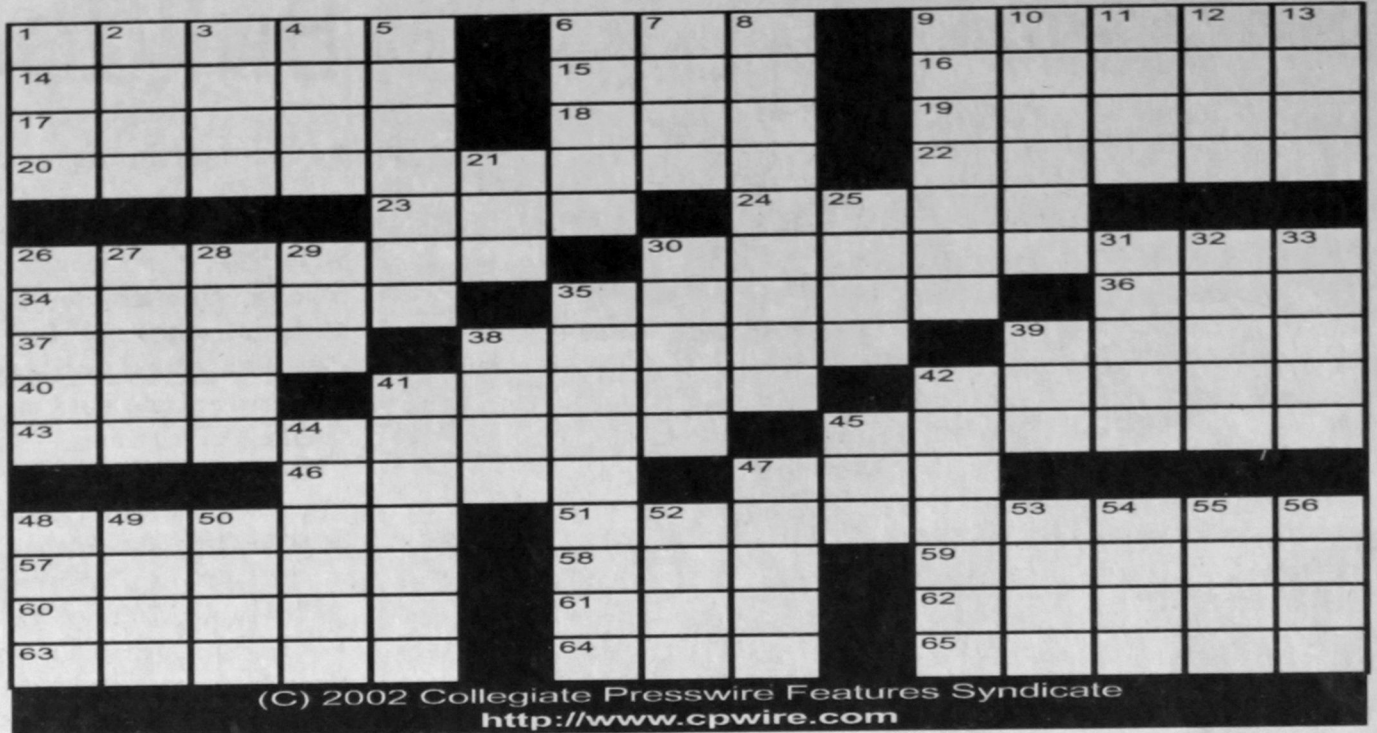 1 2 3 4 5 6 7 8 9 10 11 12 13
14 15 16
17 18 19
20 21 22
23 24 25
26 27 28 29 30 31 32 33
34 35 36
37 38 39
40 41 42
43 44 45
46 47
48 49 50 51 52 53 54 55 56
57 58 59
60 61 62
63 64 65
(C) 2002 Collegiate Presswire Features Syndicate
http://www.cpwire.com